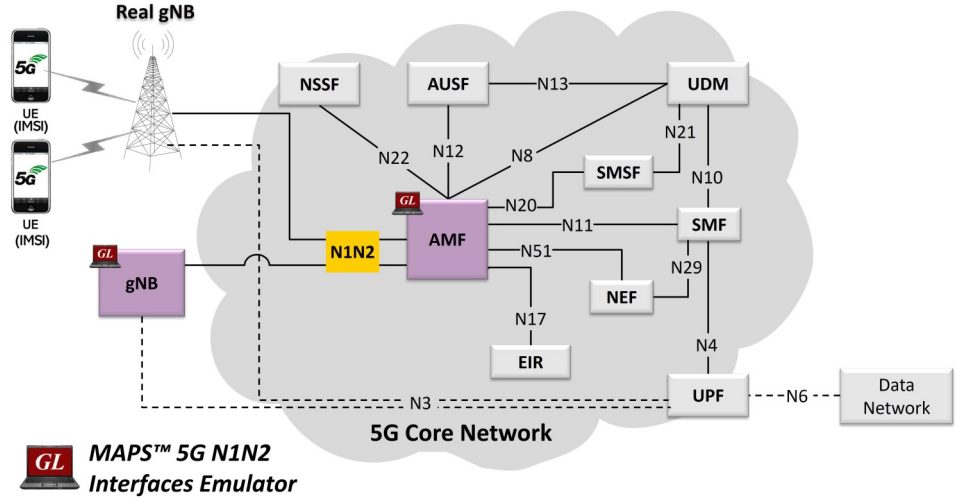 Real gNB
5G
UE
(IMSI)
5G
UE
(IMSI)
NSSF
AUSF
N13
UDM
N22
N12
N8
N21
SMSF
N10
GL
N20
AMF
N11
SMF
N1N2
N51
GL
gNB
N29
NEF
N17
EIR
N4
N3
UPF
N6
Data
Network
5G Core Network
GL
MAPS™ 5G N1N2
Interfaces Emulator